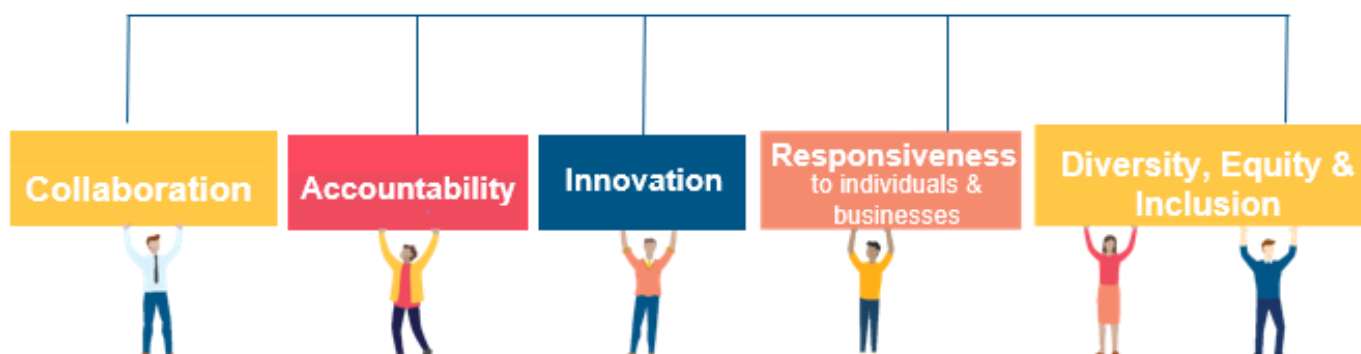 Collaboration
Accountability
Innovation
Responsiveness
to individuals &
businesses
Diversity, Equity &
Inclusion